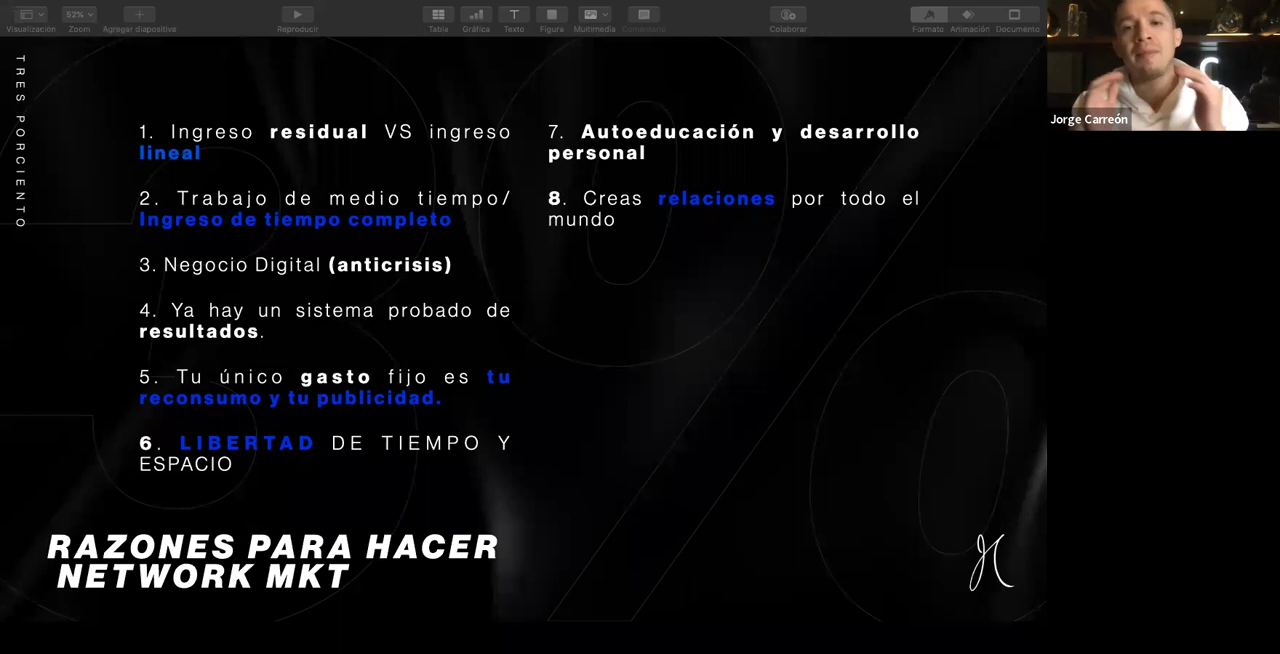 52%
Visualización
Zoom
Agregar diapositiva
Reproducir
Tabla
Gráfica
Texto
Figura
Multimedia
Comentario
Colaborar
Formato
Animación
Documento
TRES PORCIENTO
1. Ingreso residual VS ingreso
lineal
2. Trabajo de medio tiempo/
Ingreso de tiempo completo
3. Negocio Digital (anticrisis)
4. Ya hay un sistema probado de
resultados.
5. Tu único gasto fijo es tu
reconsumo y tu publicidad.
6. LIBERTAD DE TIEMPO Y
ESPACIO
7. Autoeducación y desarrollo
personal
8. Creas relaciones por todo el
mundo
RAZONES PARA HACER
NETWORK MKT
Jorge Carreón